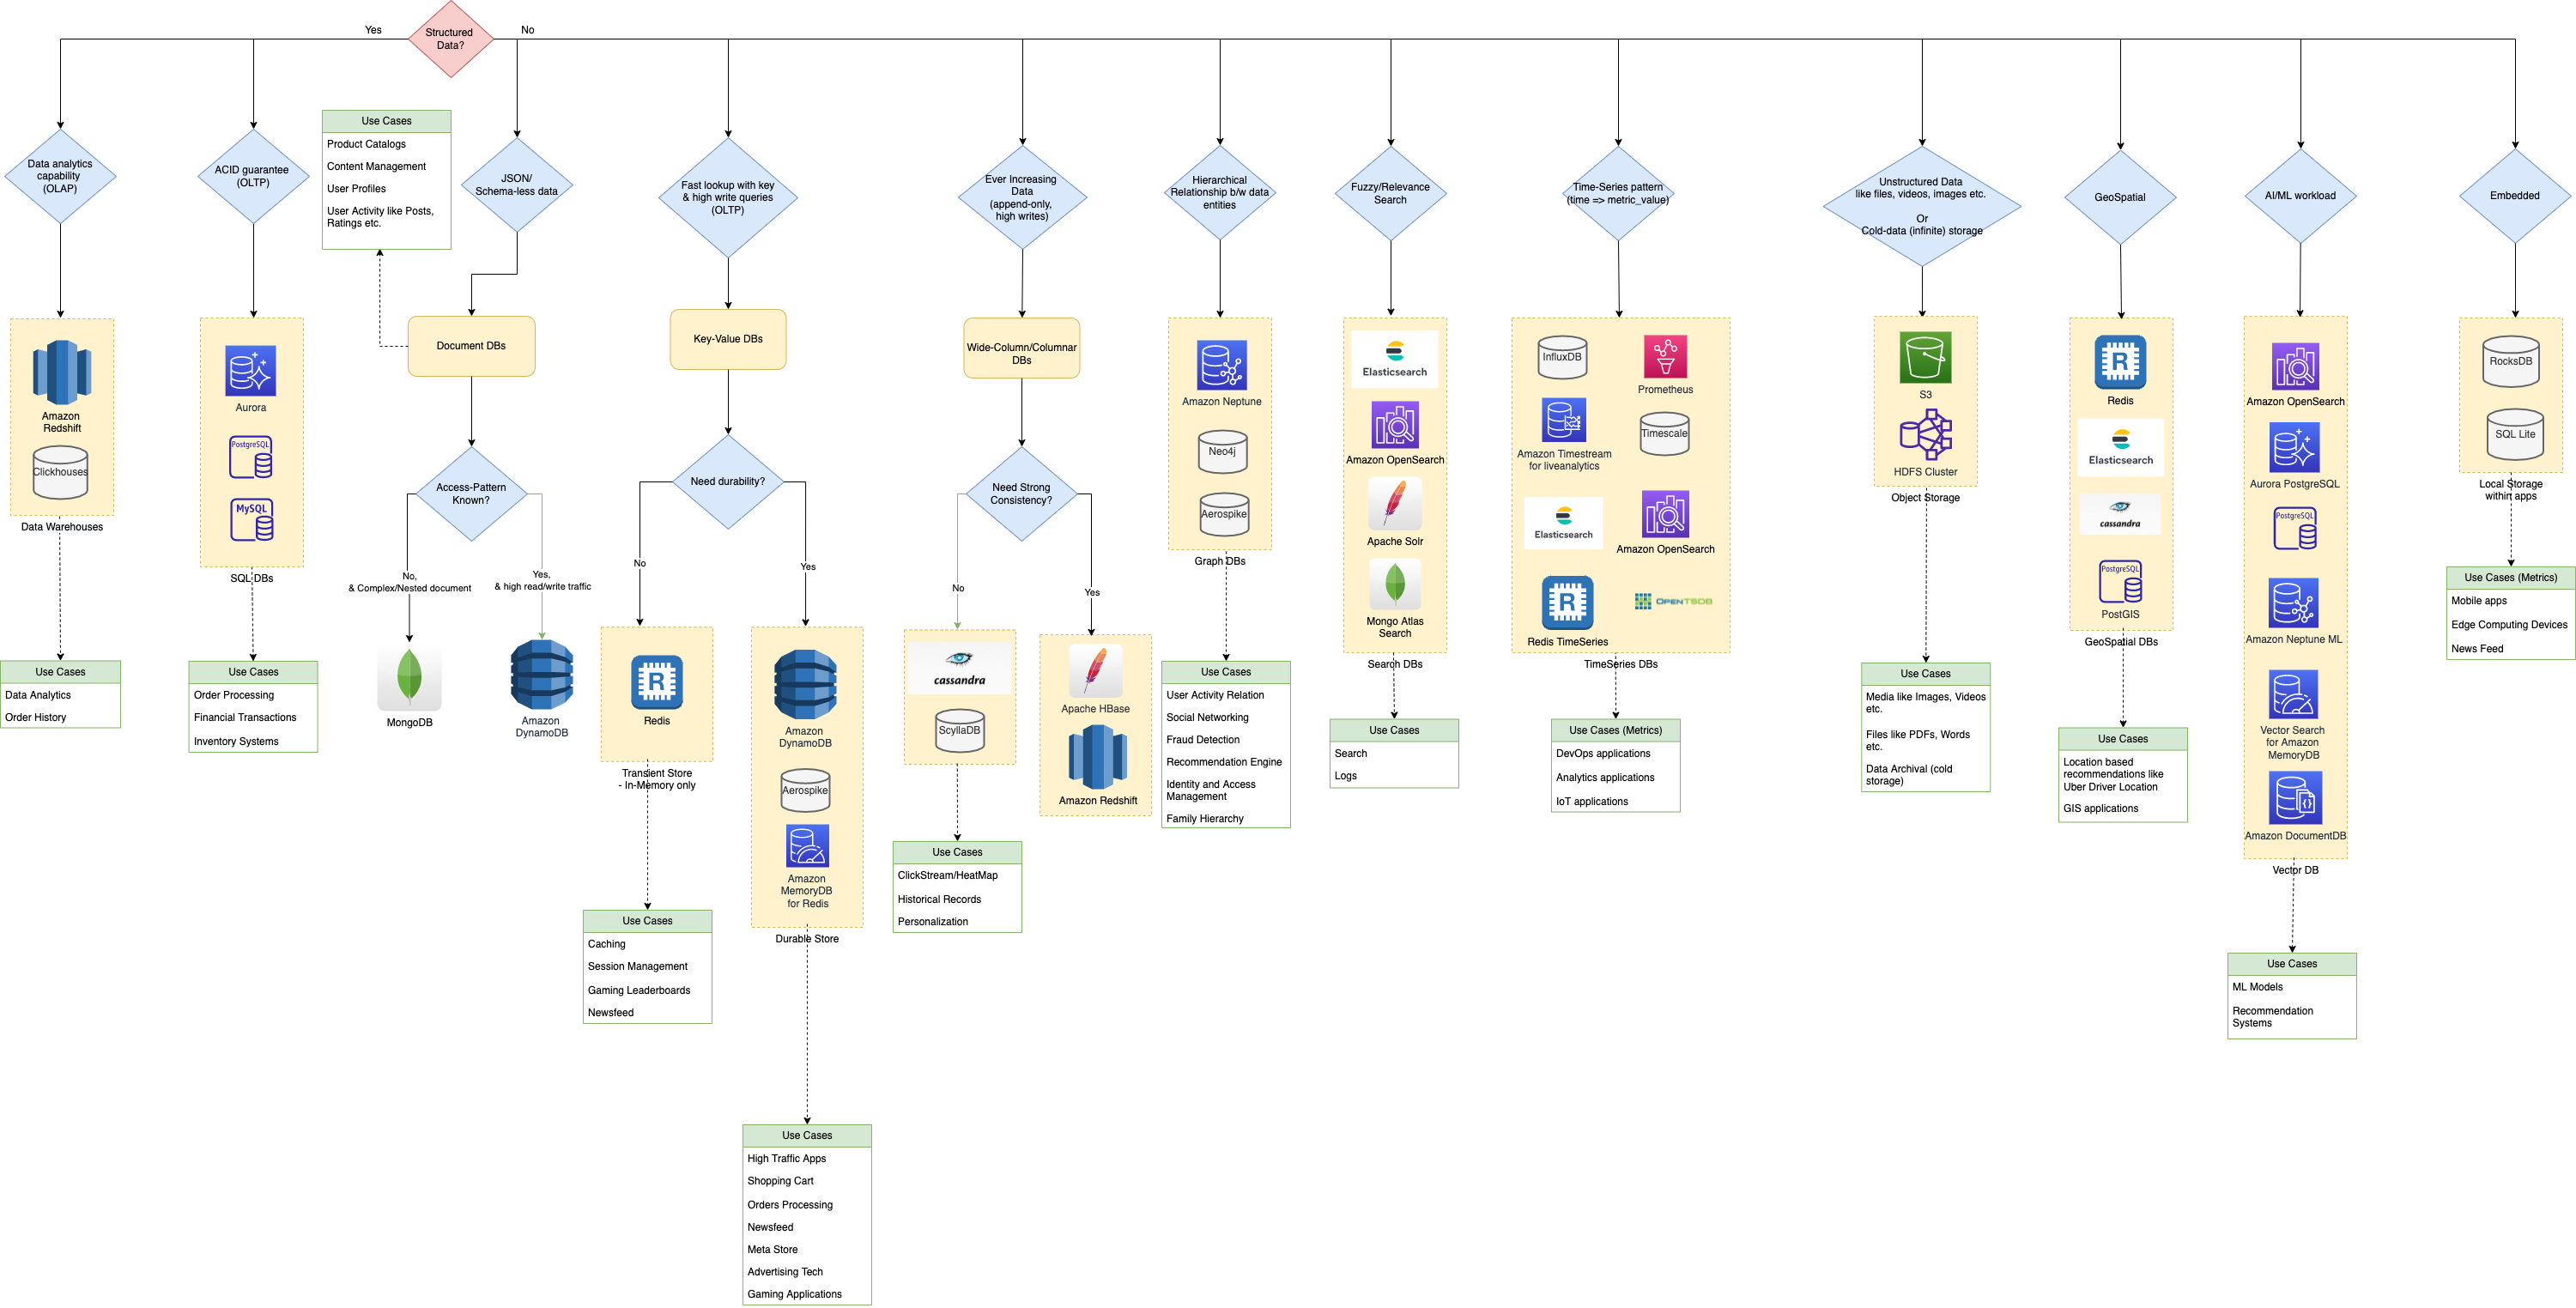 Structured
Data?
Yes
No
Data analytics
capability
(OLAP)
Amazon
Redshift
Clickhouses
Data Warehouses
Use Cases
Data Analytics
Order History
ACID guarantee
(OLTP)
Aurora
PostgreSQL
MySQL
SQL DBs
Use Cases
Order Processing
Financial Transactions
Inventory Systems
Use Cases
Product Catalogs
Content Management
User Profiles
User Activity like Posts,
Ratings etc.
JSON/
Schema-less data
Document DBs
Access-Pattern
Known?
No,
& Complex/Nested document
Yes,
& high read/write traffic
MongoDB
Amazon
DynamoDB
Fast lookup with key
& high write queries
(OLTP)
Key-Value DBs
Need durability?
No
Yes
R
Redis
Transient Store
- In-Memory only
Use Cases
Caching
Session Management
Gaming Leaderboards
Newsfeed
Amazon
DynamoDB
Aerospike
Amazon
MemoryDB
for Redis
Durable Store
Use Cases
High Traffic Apps
Shopping Cart
Orders Processing
Newsfeed
Meta Store
Advertising Tech
Gaming Applications
Ever Increasing
Data
(append-only,
high writes)
Wide-Column/Columnar
DBs
Need Strong
Consistency?
No
Yes
cassandra
ScyllaDB
Use Cases
ClickStream/HeatMap
Historical Records
Personalization
Apache HBase
Amazon Redshift
Hierarchical
Relationship b/w data
entities
Amazon Neptune
Neo4j
Aerospike
Graph DBs
Use Cases
User Activity Relation
Social Networking
Fraud Detection
Recommendation Engine
Identity and Access
Management
Family Hierarchy
Fuzzy/Relevance
Search
Elasticsearch
Amazon OpenSearch
Apache Solr
Mongo Atlas
Search
Search DBs
Use Cases
Search
Logs
Time-Series pattern
(time => metric_value)
InfluxDB
Prometheus
Amazon Timestream
for liveanalytics
Timescale
Elasticsearch
Amazon OpenSearch
R
Redis TimeSeries
OPENTSDB
TimeSeries DBs
Use Cases (Metrics)
DevOps applications
Analytics applications
IoT applications
Unstructured Data
like files, videos, images etc.
Or
Cold-data (infinite) storage
S3
HDFS Cluster
Object Storage
Use Cases
Media like Images, Videos
etc.
Files like PDFs, Words
etc.
Data Archival (cold
storage)
GeoSpatial
R
Redis
Elasticsearch
cassandra
PostgreSQL
PostGIS
GeoSpatial DBs
Use Cases
Location based
recommendations like
Uber Driver Location
GIS applications
AI/ML workload
Amazon OpenSearch
Aurora PostgreSQL
PostgreSQL
Amazon Neptune ML
Vector Search
for Amazon
MemoryDB
Amazon DocumentDB
Vector DB
Use Cases
ML Models
Recommendation
Systems
Embedded
RocksDB
SQL Lite
Local Storage
within apps
Use Cases (Metrics)
Mobile apps
Edge Computing Devices
News Feed